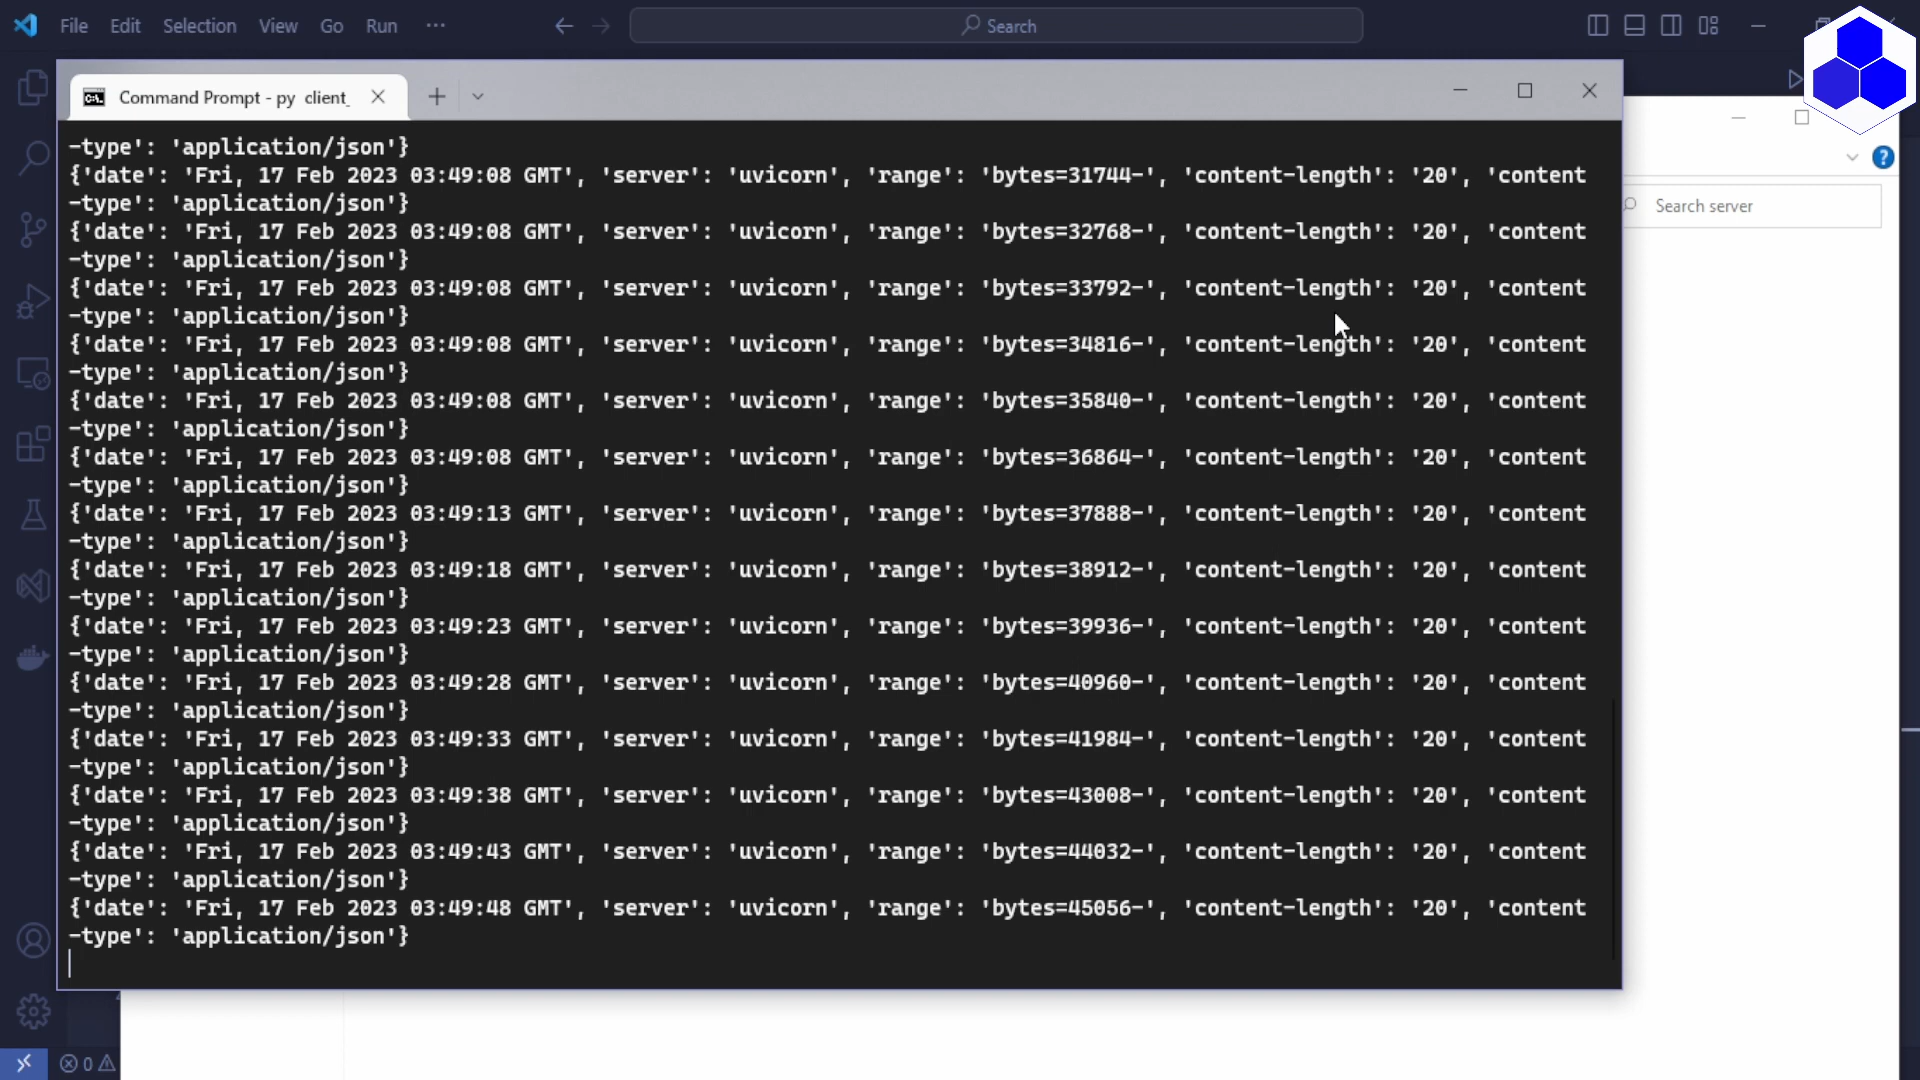 File Edit Selection View Go Run ···
Search
Command Prompt - py client_
-type': 'application/json'}
{'date': 'Fri, 17 Feb 2023 03:49:08 GMT', 'server': 'uvicorn', 'range': 'bytes=31744-', 'content-length': '20', 'content
-type': 'application/json'}
{'date': 'Fri, 17 Feb 2023 03:49:08 GMT', 'server': 'uvicorn', 'range': 'bytes=32768-', 'content-length': '20', 'content
-type': 'application/json'}
{'date': 'Fri, 17 Feb 2023 03:49:08 GMT', 'server': 'uvicorn', 'range': 'bytes=33792-', 'content-length': '20', 'content
-type': 'application/json'}
{'date': 'Fri, 17 Feb 2023 03:49:08 GMT', 'server': 'uvicorn', 'range': 'bytes=34816-', 'content-length': '20', 'content
-type': 'application/json'}
{'date': 'Fri, 17 Feb 2023 03:49:08 GMT', 'server': 'uvicorn', 'range': 'bytes=35840-', 'content-length': '20', 'content
-type': 'application/json'}
{'date': 'Fri, 17 Feb 2023 03:49:08 GMT', 'server': 'uvicorn', 'range': 'bytes=36864-', 'content-length': '20', 'content
-type': 'application/json'}
{'date': 'Fri, 17 Feb 2023 03:49:13 GMT', 'server': 'uvicorn', 'range': 'bytes=37888-', 'content-length': '20', 'content
-type': 'application/json'}
{'date': 'Fri, 17 Feb 2023 03:49:18 GMT', 'server': 'uvicorn', 'range': 'bytes=38912-', 'content-length': '20', 'content
-type': 'application/json'}
{'date': 'Fri, 17 Feb 2023 03:49:23 GMT', 'server': 'uvicorn', 'range': 'bytes=39936-', 'content-length': '20', 'content
-type': 'application/json'}
{'date': 'Fri, 17 Feb 2023 03:49:28 GMT', 'server': 'uvicorn', 'range': 'bytes=40960-', 'content-length': '20', 'content
-type': 'application/json'}
{'date': 'Fri, 17 Feb 2023 03:49:33 GMT', 'server': 'uvicorn', 'range': 'bytes=41984-', 'content-length': '20', 'content
-type': 'application/json'}
{'date': 'Fri, 17 Feb 2023 03:49:38 GMT', 'server': 'uvicorn', 'range': 'bytes=43008-', 'content-length': '20', 'content
-type': 'application/json'}
{'date': 'Fri, 17 Feb 2023 03:49:43 GMT', 'server': 'uvicorn', 'range': 'bytes=44032-', 'content-length': '20', 'content
-type': 'application/json'}
{'date': 'Fri, 17 Feb 2023 03:49:48 GMT', 'server': 'uvicorn', 'range': 'bytes=45056-', 'content-length': '20', 'content
-type': 'application/json'}
Search server
0